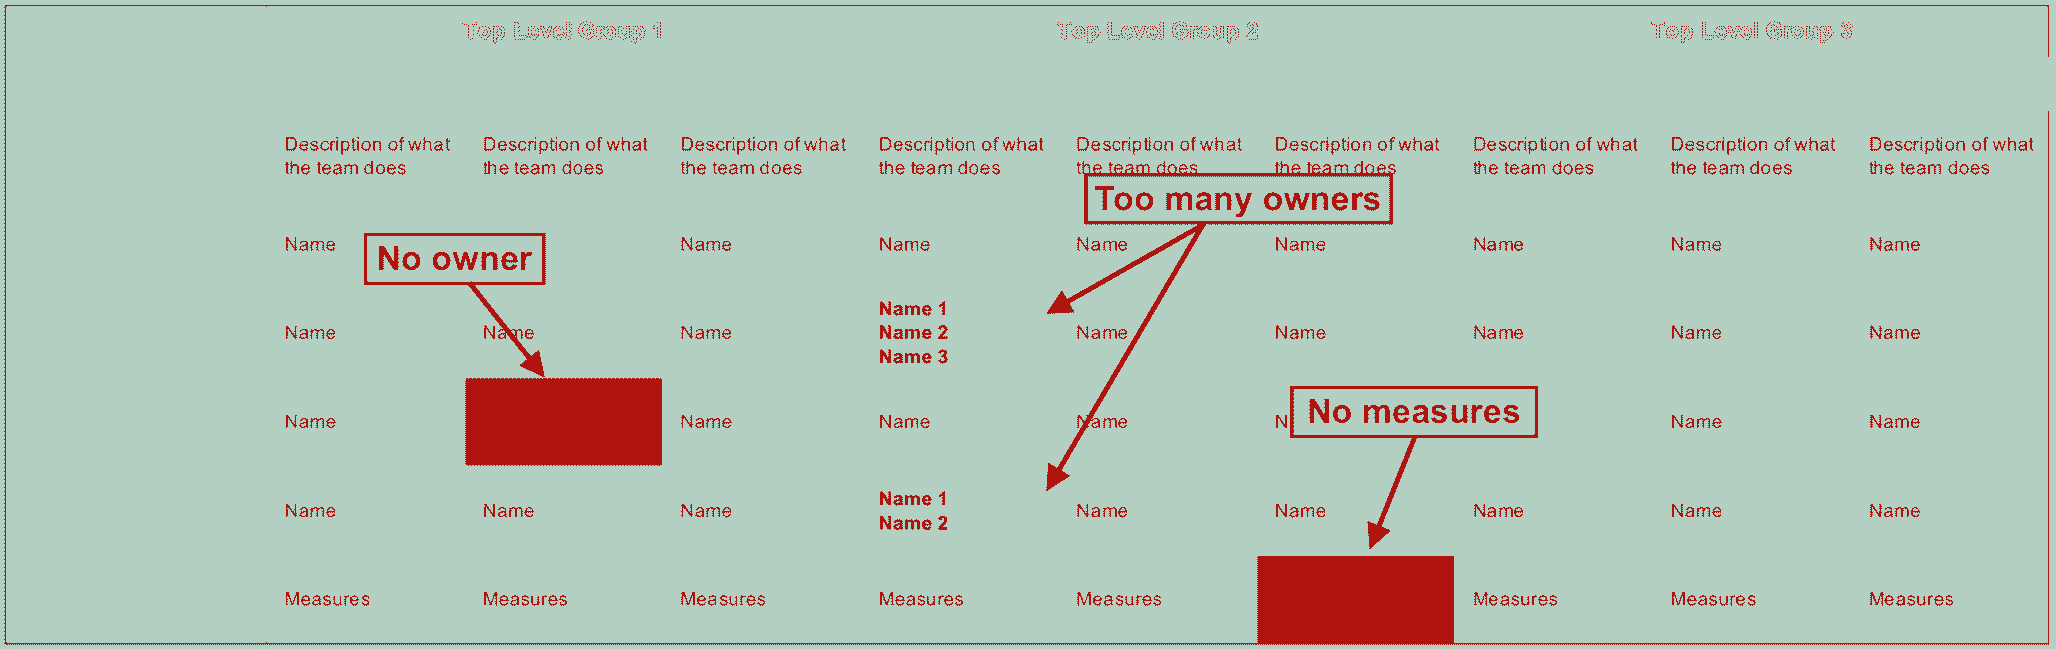 Top Level Group 1 Top Level Group 2 Top Level Group 3
Description of what Description of what Description of what Description of what Description of what Description of what Description of what Description of what Description of what
the team does the team does the team does the team does the team does the team does the team does the team does the team does
Too many owners
Name Name Name Name Name Name Name Name
No owner
Name 1
Name Name Name Name 2 Name Name Name Name Name
Name 3
No measures
Name Name Name Name Name Name
Name 1
Name Name Name Name Name Name Name Name
Name 2
Measures Measures Measures Measures Measures Measures Measures Measures